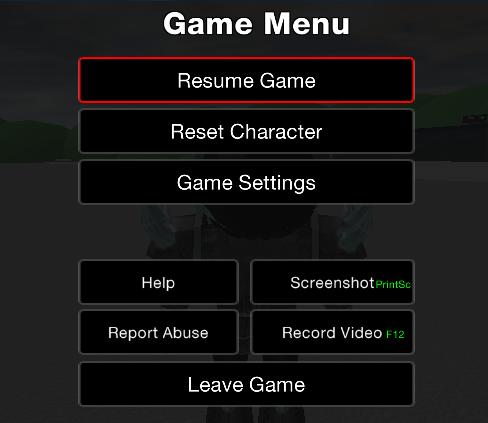 Game Menu
Resume Game
Reset Character
Game Settings
Help
Screenshot PrintSc
Report Abuse
Record Video F12
Leave Game